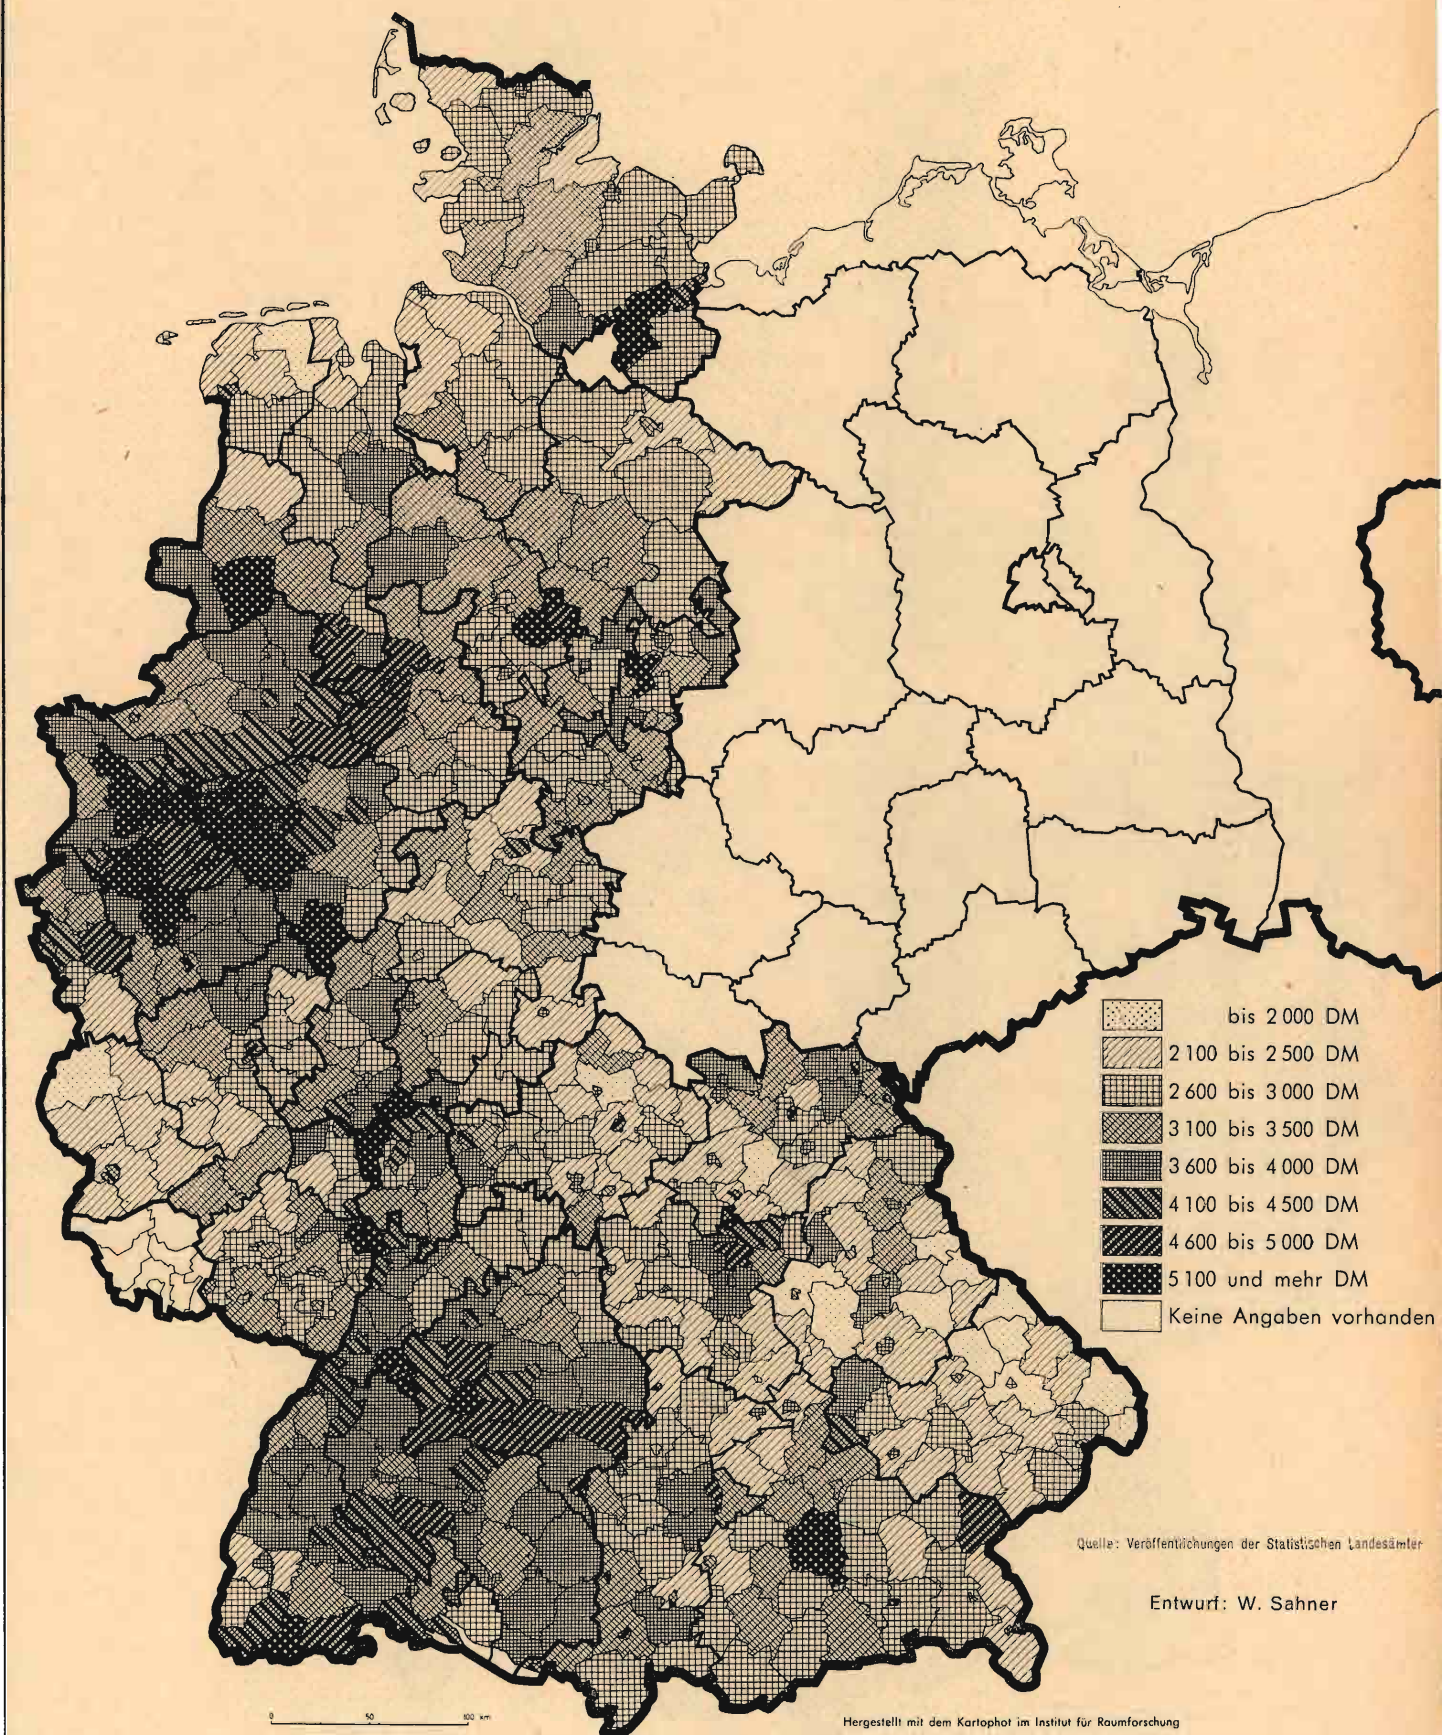 bis 2 000 DM
2 100 bis 2 500 DM
2 600 bis 3 000 DM
3 100 bis 3 500 DM
3 600 bis 4 000 DM
4 100 bis 4 500 DM
4 600 bis 5 000 DM
5 100 und mehr DM
Keine Angaben vorhanden
Quelle: Veröffentlichungen der Statistischen Landesämter
Entwurf: W. Sahner
0 50 100 km
Hergestellt mit dem Kartophot im Institut für Raumforschung